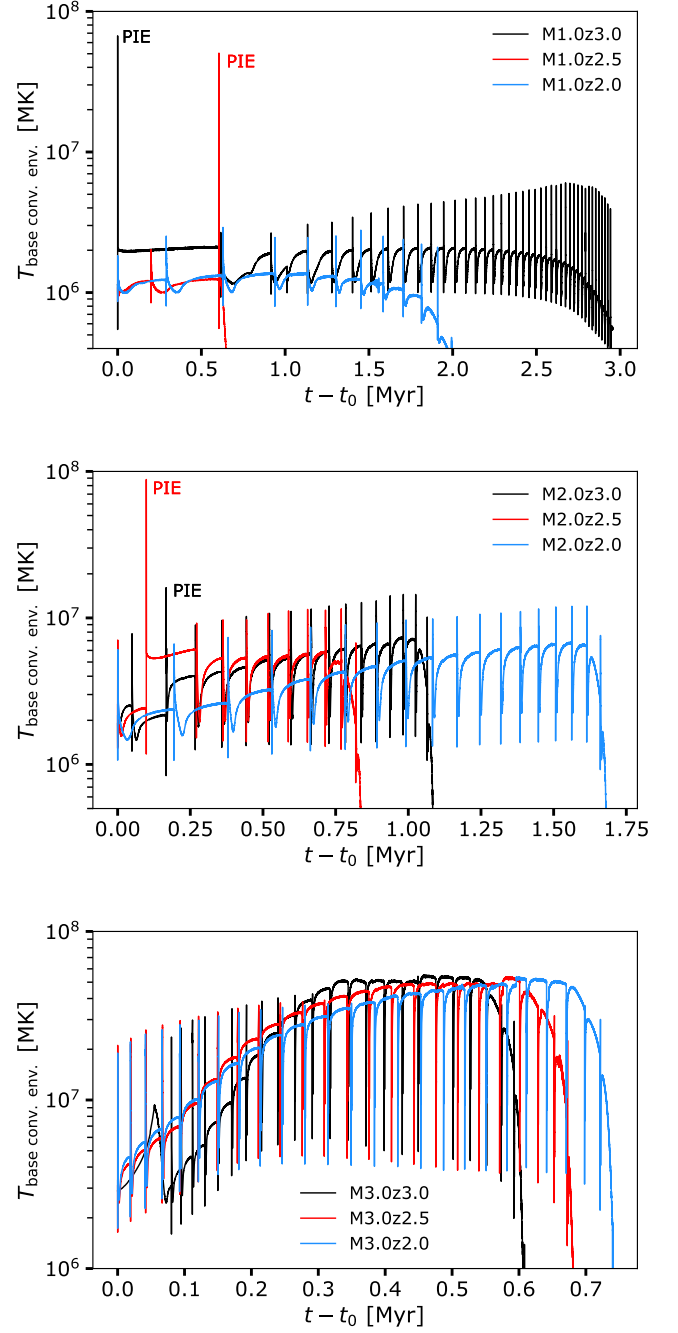 10^8
PIE
PIE
M1.0z3.0
M1.0z2.5
M1.0z2.0
T_base conv. env. [MK]
10^7
10^6
0.0 0.5 1.0 1.5 2.0 2.5 3.0
t − t_0 [Myr]
10^8
PIE
PIE
M2.0z3.0
M2.0z2.5
M2.0z2.0
T_base conv. env. [MK]
10^7
10^6
0.00 0.25 0.50 0.75 1.00 1.25 1.50 1.75
t − t_0 [Myr]
10^8
T_base conv. env. [MK]
10^7
M3.0z3.0
M3.0z2.5
M3.0z2.0
10^6
0.0 0.1 0.2 0.3 0.4 0.5 0.6 0.7
t − t_0 [Myr]